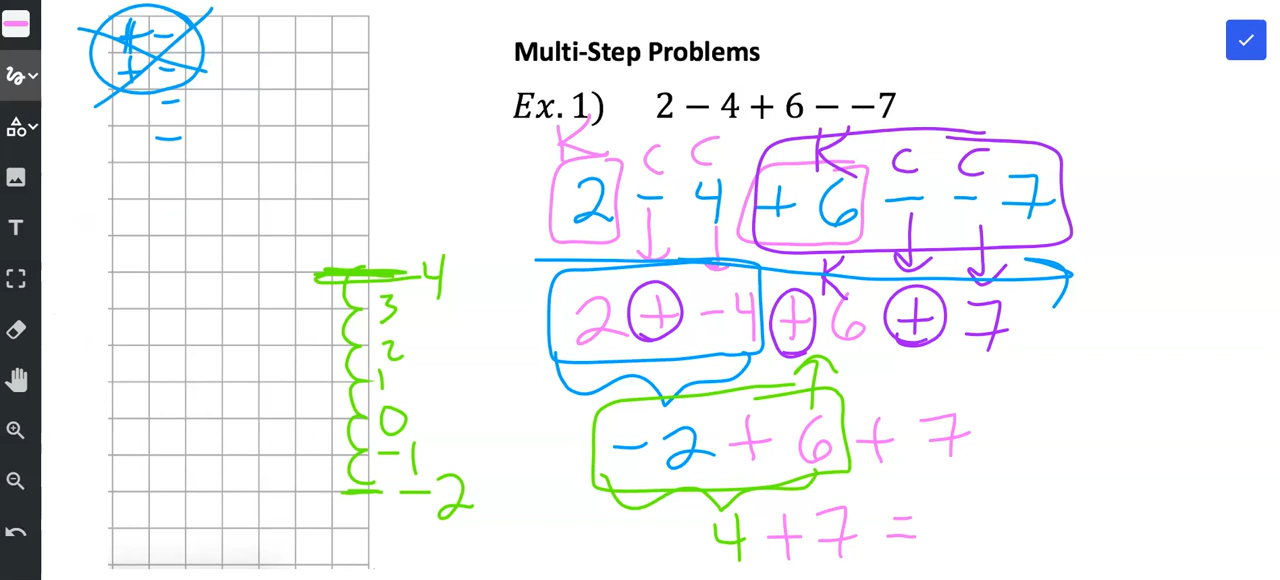 Multi-Step Problems
Ex. 1) 2 − 4 + 6 − −7
K C C K C C
2 − 4 + 6 − − 7
K
2 + −4 + 6 + 7
−2 + 6 + 7
4 + 7 =
+ −
+ −
−
−
4
3
2
1
0
−1
−2
T